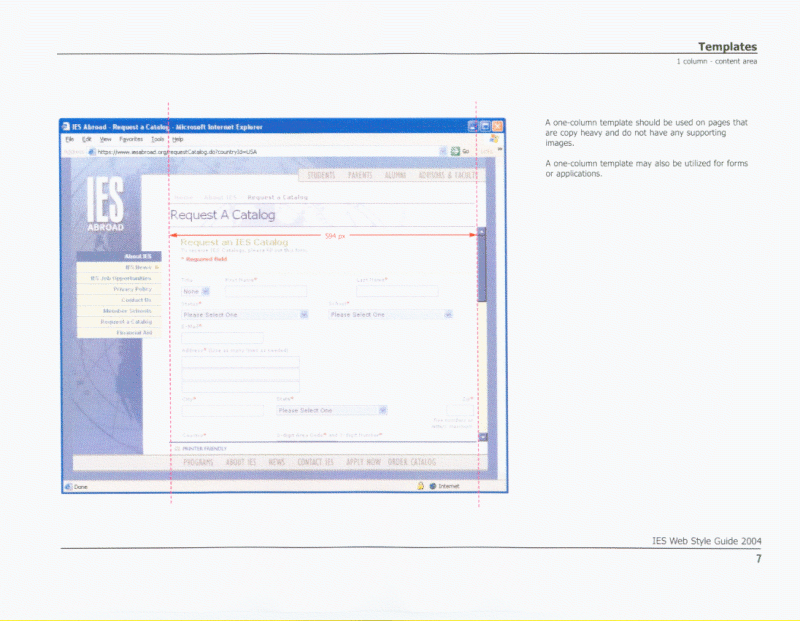 Templates
1 column - content area
IES Abroad - Request a Catalog - Microsoft Internet Explorer
File Edit View Favorites Tools Help
https://www.iesabroad.org/requestCatalog.do?countryId=USA Go
STUDENTS PARENTS ALUMNI ADVISORS & FACULTY
IES
ABROAD
Home About IES Request a Catalog
Request A Catalog
594 px
Request an IES Catalog
* Required field
About IES
IES News
IES Job Opportunities
Privacy Policy
Contact Us
Member Schools
Request a Catalog
Financial Aid
Title First Name* Last Name*
None
Please Select One Please Select One
E-mail*
City* State* Zip*
Please Select One
Country*
PRINTER FRIENDLY
PROGRAMS ABOUT IES NEWS CONTACT IES APPLY NOW ORDER CATALOG
Done Internet
A one-column template should be used on pages that
are copy heavy and do not have any supporting
images.
A one-column template may also be utilized for forms
or applications.
IES Web Style Guide 2004
7